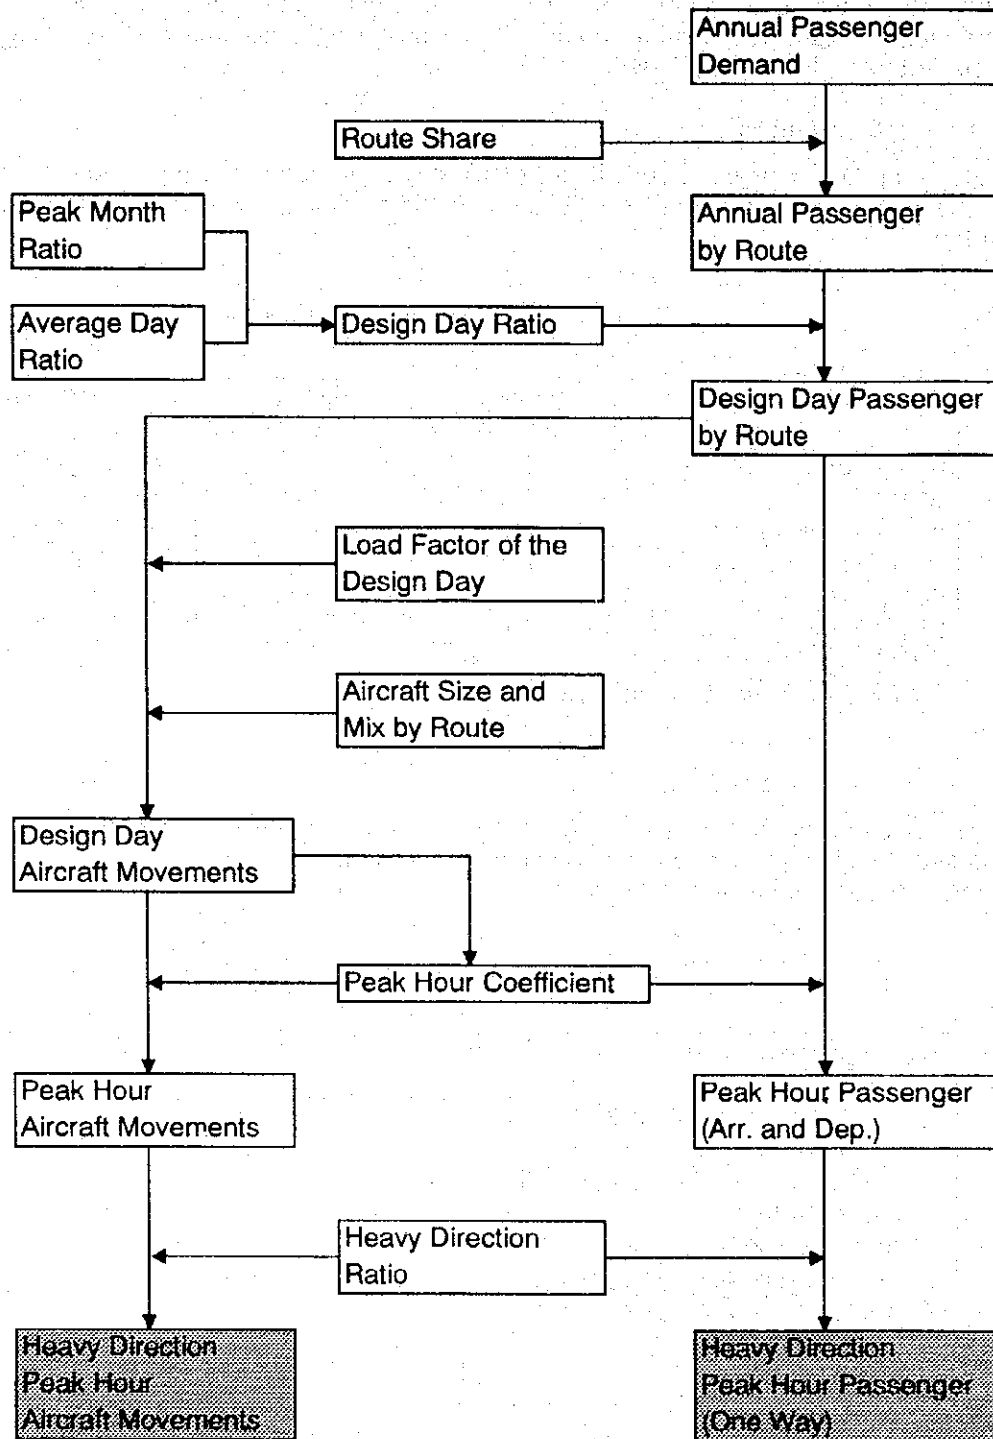 Annual Passenger
Demand
Route Share
Peak Month
Ratio
Annual Passenger
by Route
Average Day
Ratio
Design Day Ratio
Design Day Passenger
by Route
Load Factor of the
Design Day
Aircraft Size and
Mix by Route
Design Day
Aircraft Movements
Peak Hour Coefficient
Peak Hour
Aircraft Movements
Peak Hour Passenger
(Arr. and Dep.)
Heavy Direction
Ratio
Heavy Direction
Peak Hour
Aircraft Movements
Heavy Direction
Peak Hour Passenger
(One Way)